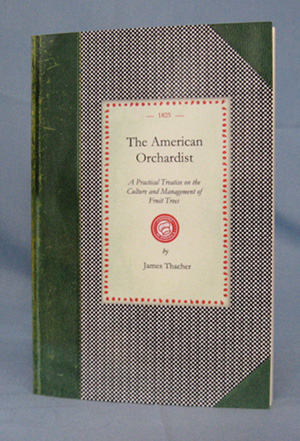 — 1825 —
The American
Orchardist
A Practical Treatise on the
Culture and Management of
Fruit Trees
by
James Thacher